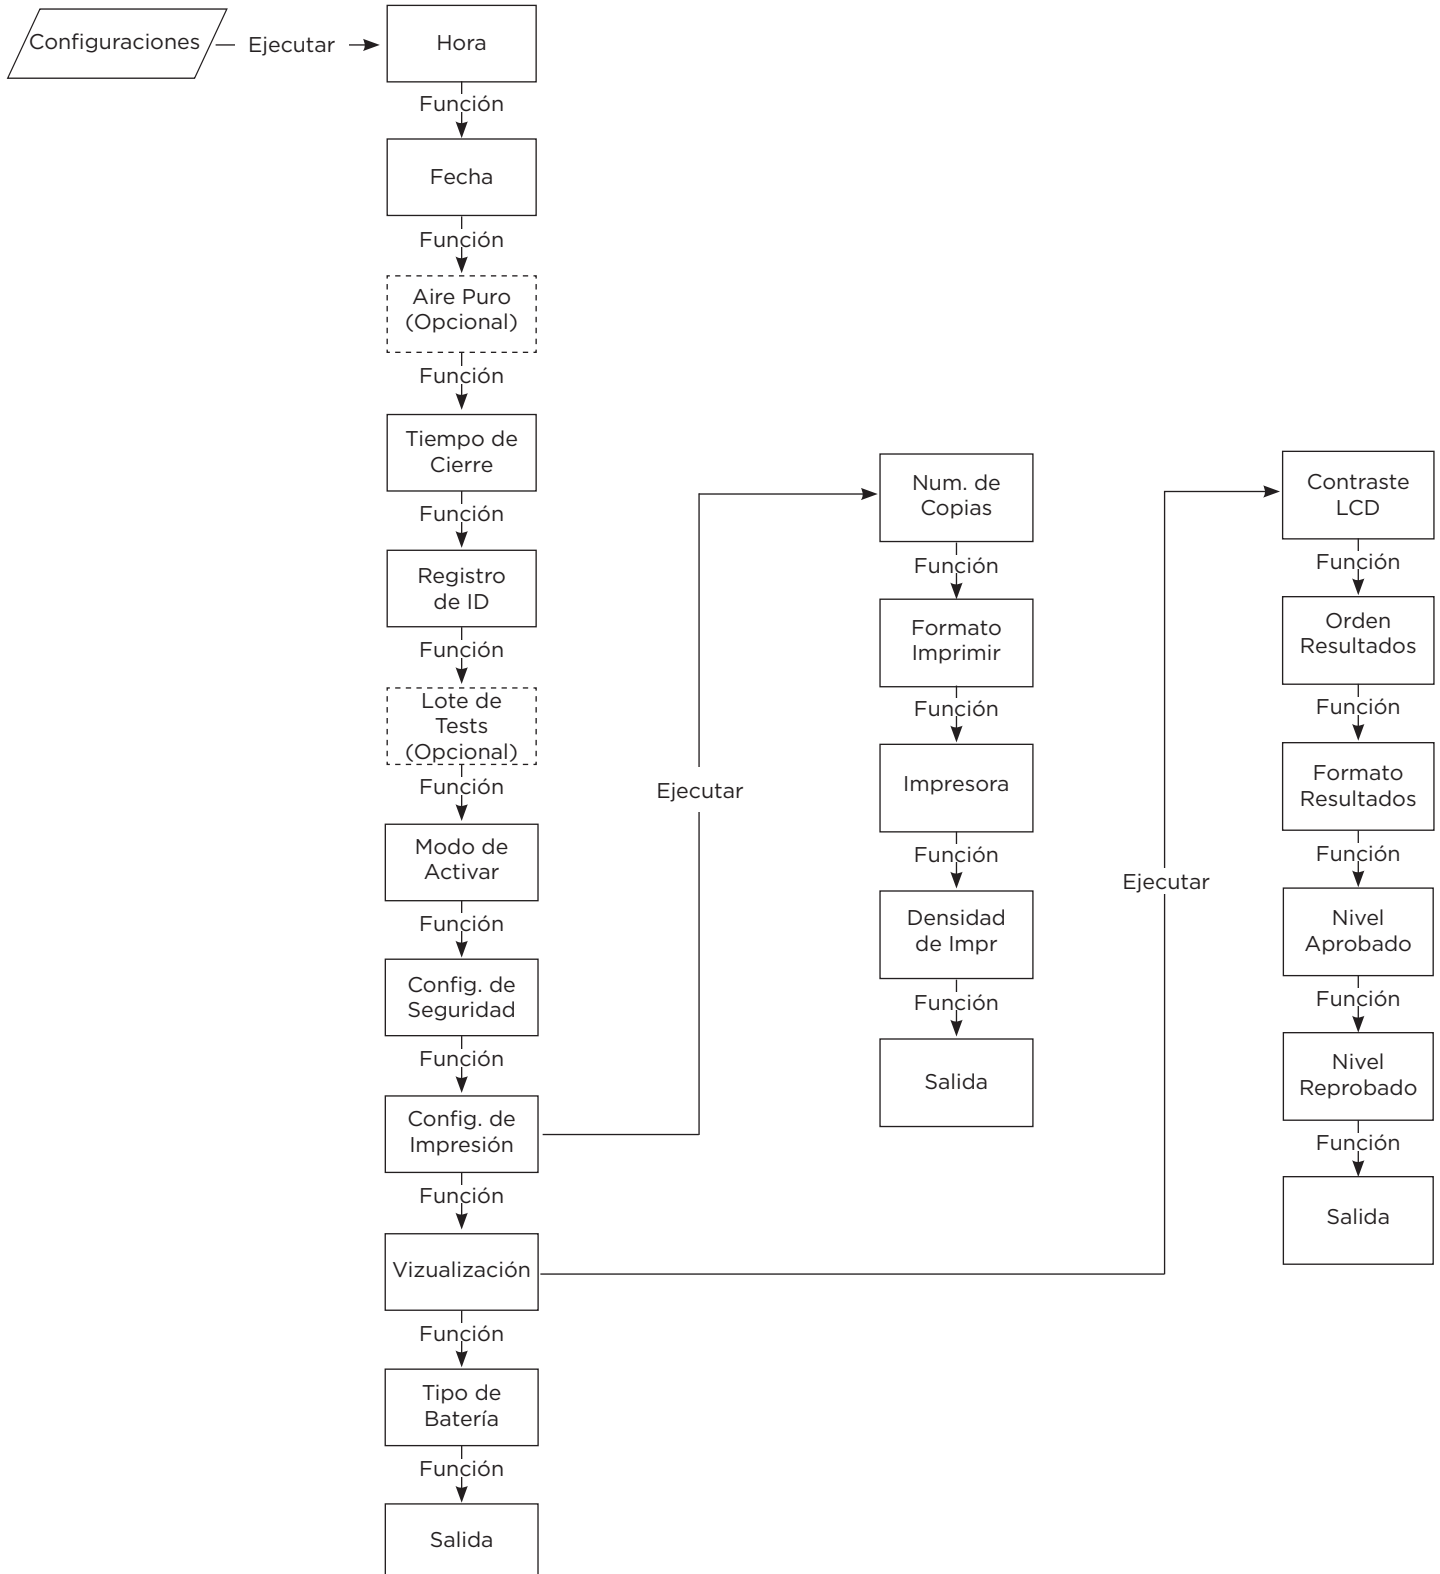 Configuraciones
Ejecutar
Hora
Función
Fecha
Función
Aire Puro
(Opcional)
Función
Tiempo de
Cierre
Función
Registro
de ID
Función
Lote de
Tests
(Opcional)
Función
Modo de
Activar
Función
Config. de
Seguridad
Función
Config. de
Impresión
Función
Vizualización
Función
Tipo de
Batería
Función
Salida
Ejecutar
Num. de
Copias
Función
Formato
Imprimir
Función
Impresora
Función
Densidad
de Impr
Función
Salida
Ejecutar
Contraste
LCD
Función
Orden
Resultados
Función
Formato
Resultados
Función
Nivel
Aprobado
Función
Nivel
Reprobado
Función
Salida